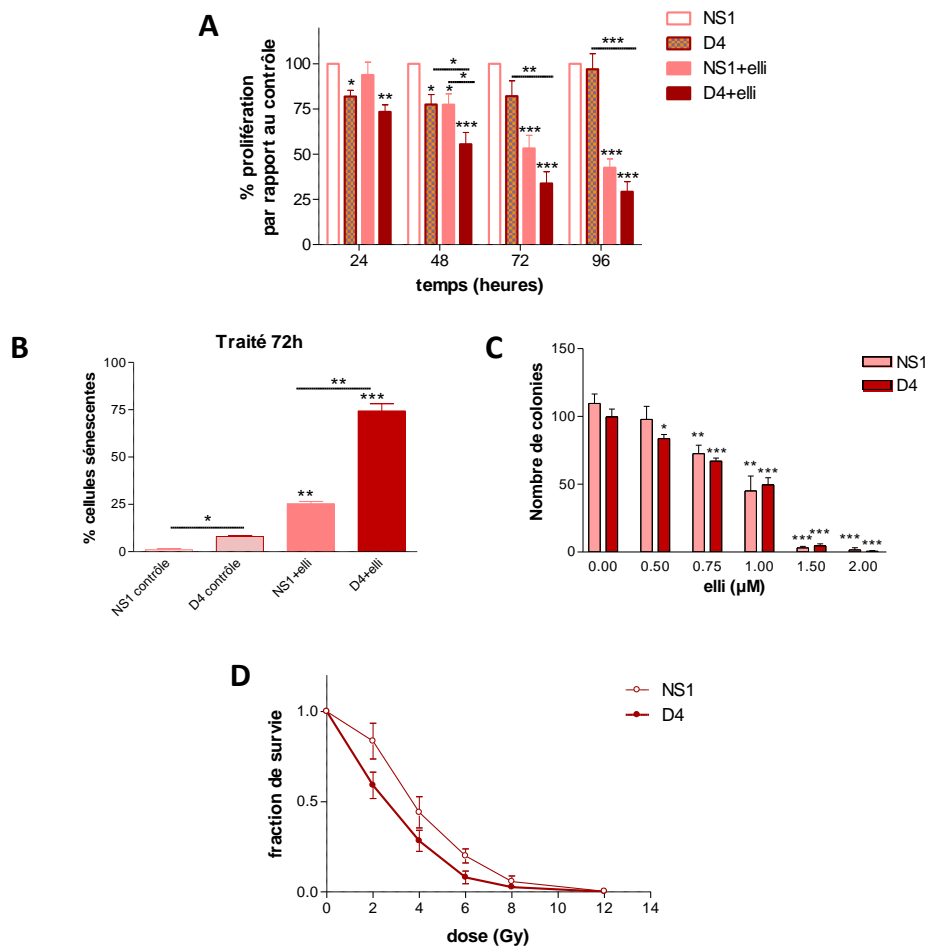 A
NS1
D4
NS1+elli
D4+elli
% prolifération
par rapport au contrôle
100
75
50
25
0
* ** * * * * *** ** *** *** *** *** ***
24 48 72 96
temps (heures)
B
Traité 72h
% cellules sénescentes
100
75
50
25
0
* ** ** ***
NS1 contrôle
D4 contrôle
NS1+elli
D4+elli
C
NS1
D4
Nombre de colonies
150
100
50
0
* ** *** ** *** *** *** *** ***
0.00 0.50 0.75 1.00 1.50 2.00
elli (µM)
D
NS1
D4
fraction de survie
1.0
0.5
0.0
0 2 4 6 8 10 12 14
dose (Gy)